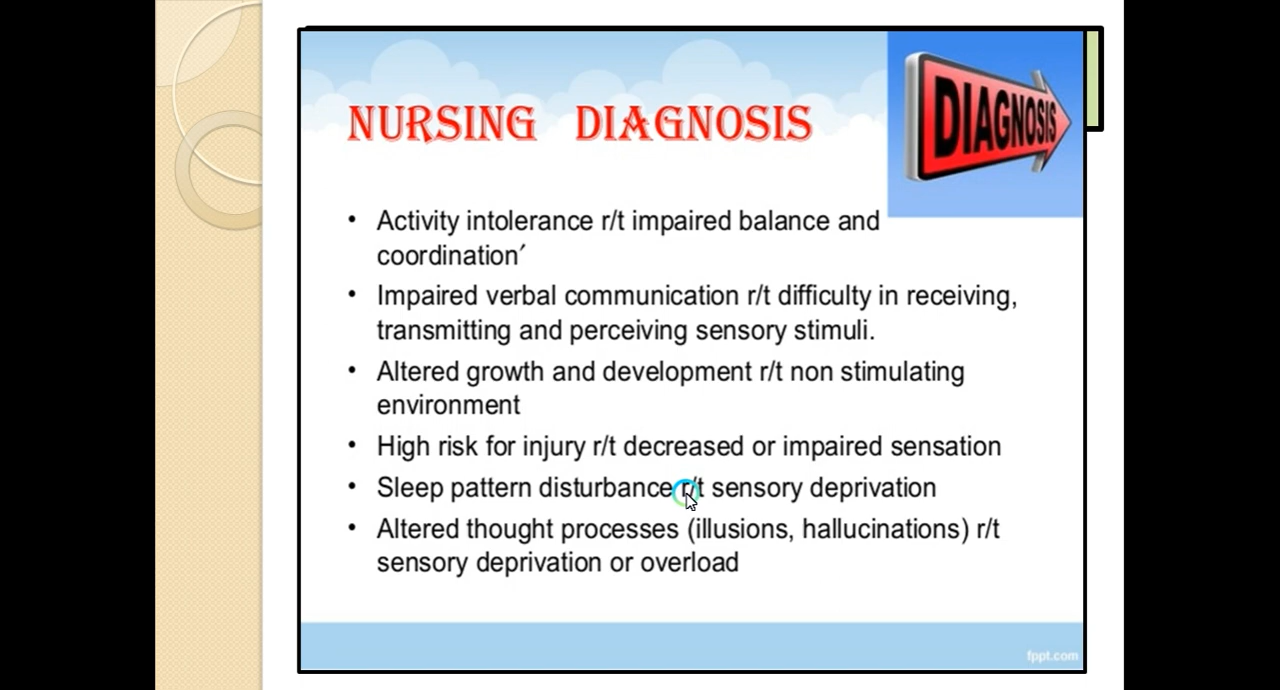 NURSING DIAGNOSIS
DIAGNOSIS
• Activity intolerance r/t impaired balance and
coordination′
• Impaired verbal communication r/t difficulty in receiving,
transmitting and perceiving sensory stimuli.
• Altered growth and development r/t non stimulating
environment
• High risk for injury r/t decreased or impaired sensation
• Sleep pattern disturbance r/t sensory deprivation
• Altered thought processes (illusions, hallucinations) r/t
sensory deprivation or overload
fppt.com